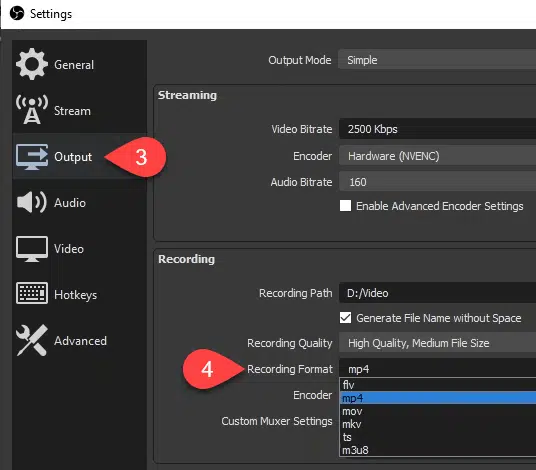 Settings
General
Stream
Output
3
Audio
Video
Hotkeys
Advanced
Output Mode Simple
Streaming
Video Bitrate 2500 Kbps
Encoder Hardware (NVENC)
Audio Bitrate 160
Enable Advanced Encoder Settings
Recording
Recording Path D:/Video
Generate File Name without Space
Recording Quality High Quality, Medium File Size
4
Recording Format mp4
Encoder
Custom Muxer Settings
flv
mp4
mov
mkv
ts
m3u8